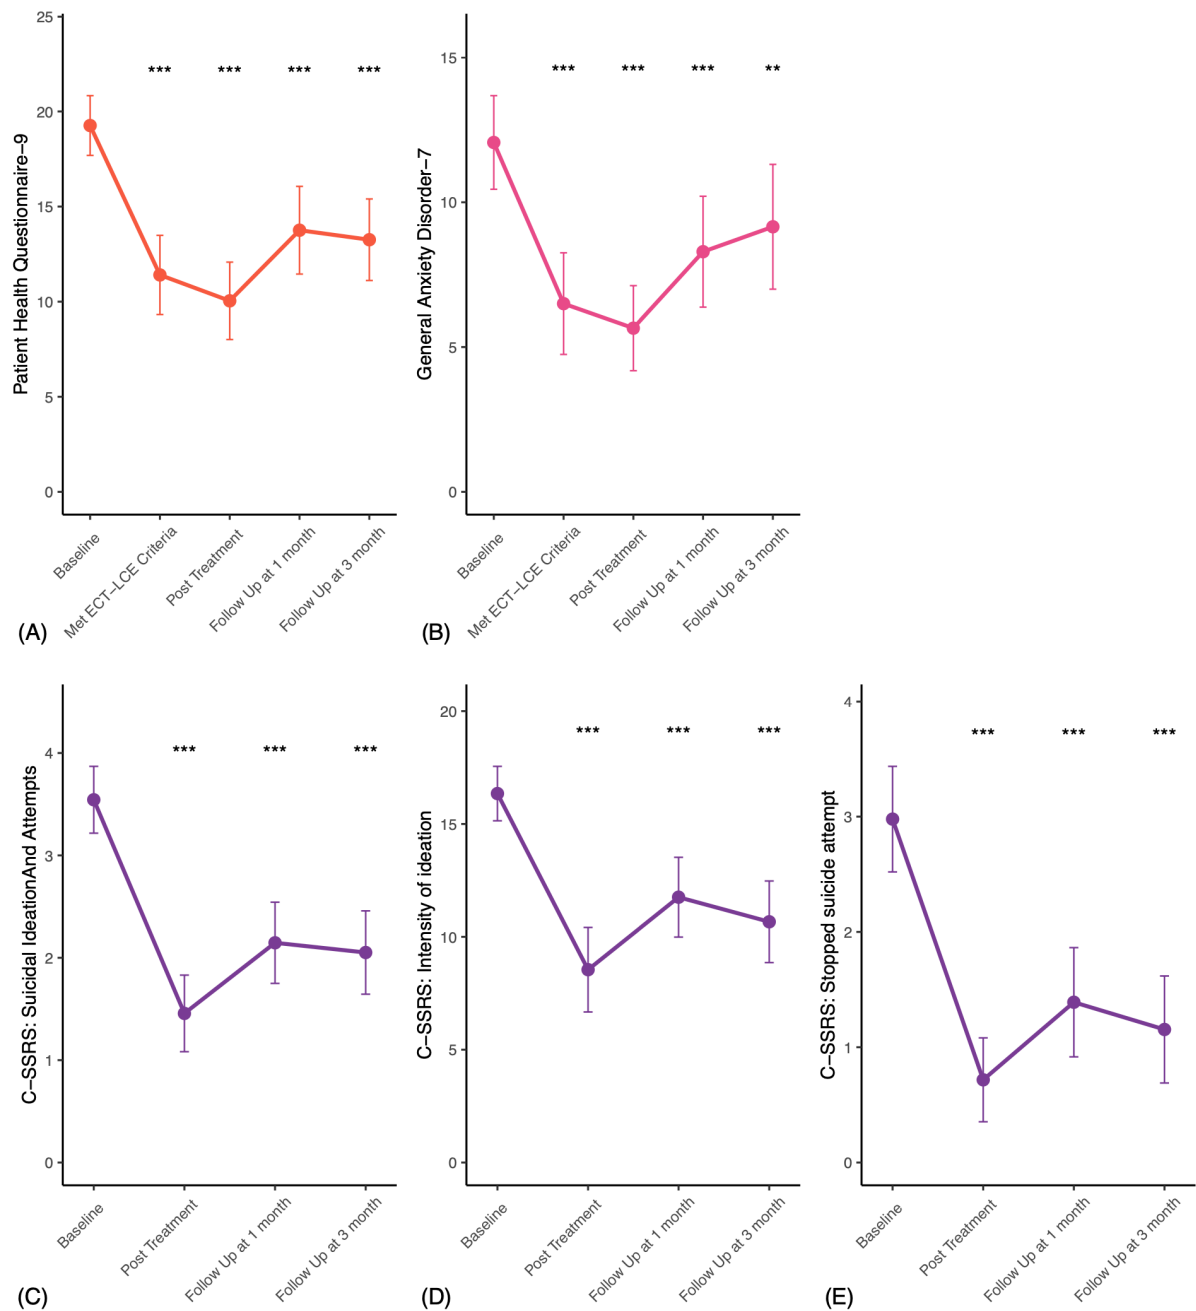 Patient Health Questionnaire–9
25
20
15
10
5
0
*** *** *** ***
Baseline
Met ECT–LCE Criteria
Post Treatment
Follow Up at 1 month
Follow Up at 3 month
(A)
General Anxiety Disorder–7
15
10
5
0
*** *** *** **
Baseline
Met ECT–LCE Criteria
Post Treatment
Follow Up at 1 month
Follow Up at 3 month
(B)
C–SSRS: Suicidal IdeationAnd Attempts
4
3
2
1
0
*** *** ***
Baseline
Post Treatment
Follow Up at 1 month
Follow Up at 3 month
(C)
C–SSRS: Intensity of ideation
20
15
10
5
0
*** *** ***
Baseline
Post Treatment
Follow Up at 1 month
Follow Up at 3 month
(D)
C–SSRS: Stopped suicide attempt
4
3
2
1
0
*** *** ***
Baseline
Post Treatment
Follow Up at 1 month
Follow Up at 3 month
(E)